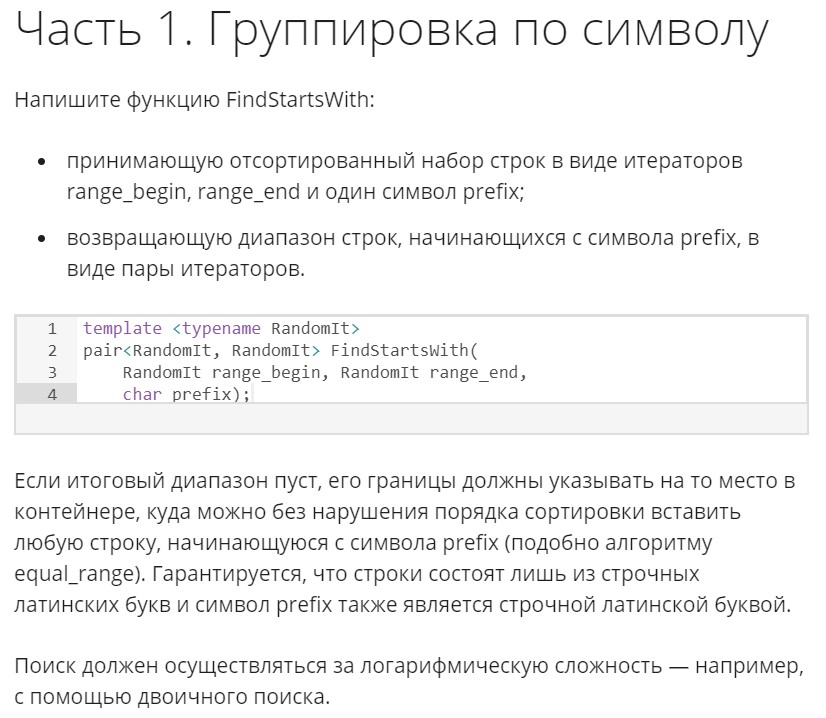 Часть 1. Группировка по символу
Напишите функцию FindStartsWith:
• принимающую отсортированный набор строк в виде итераторов
range_begin, range_end и один символ prefix;
• возвращающую диапазон строк, начинающихся с символа prefix, в
виде пары итераторов.
1 template <typename RandomIt>
2 pair<RandomIt, RandomIt> FindStartsWith(
3     RandomIt range_begin, RandomIt range_end,
4     char prefix);
Если итоговый диапазон пуст, его границы должны указывать на то место в
контейнере, куда можно без нарушения порядка сортировки вставить
любую строку, начинающуюся с символа prefix (подобно алгоритму
equal_range). Гарантируется, что строки состоят лишь из строчных
латинских букв и символ prefix также является строчной латинской буквой.
Поиск должен осуществляться за логарифмическую сложность — например,
с помощью двоичного поиска.